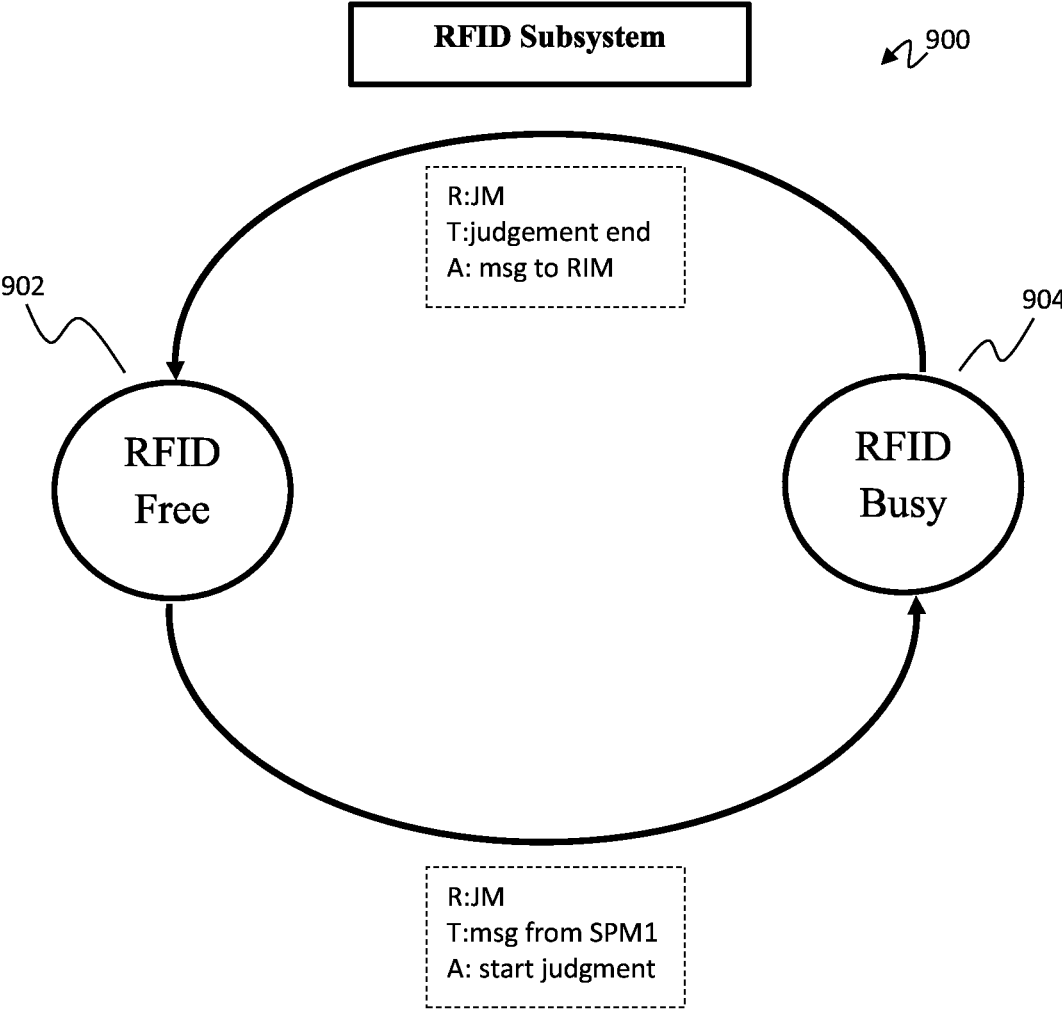 RFID Subsystem
900
R:JM
T:judgement end
A: msg to RIM
902
904
RFID
Free
RFID
Busy
R:JM
T:msg from SPM1
A: start judgment